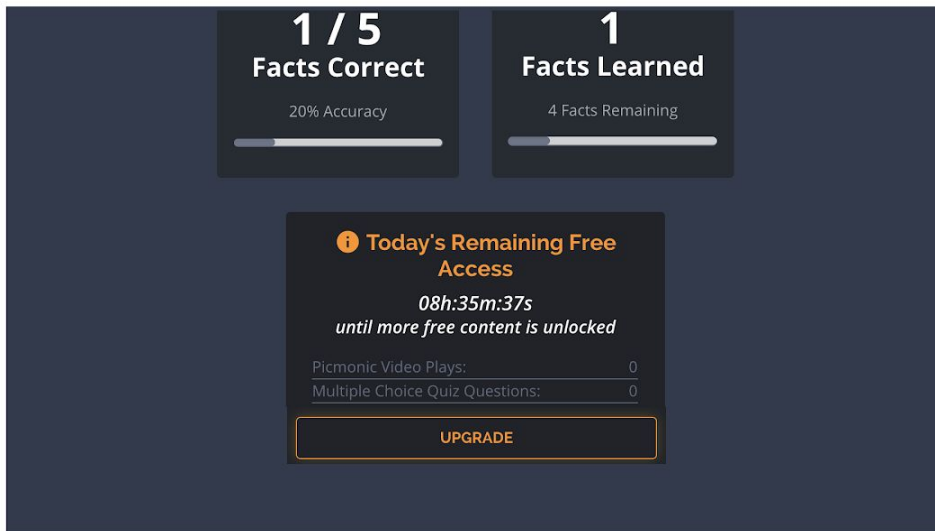 1 / 5
Facts Correct
20% Accuracy
1
Facts Learned
4 Facts Remaining
Today's Remaining Free
Access
08h:35m:37s
until more free content is unlocked
Picmonic Video Plays: 0
Multiple Choice Quiz Questions: 0
UPGRADE